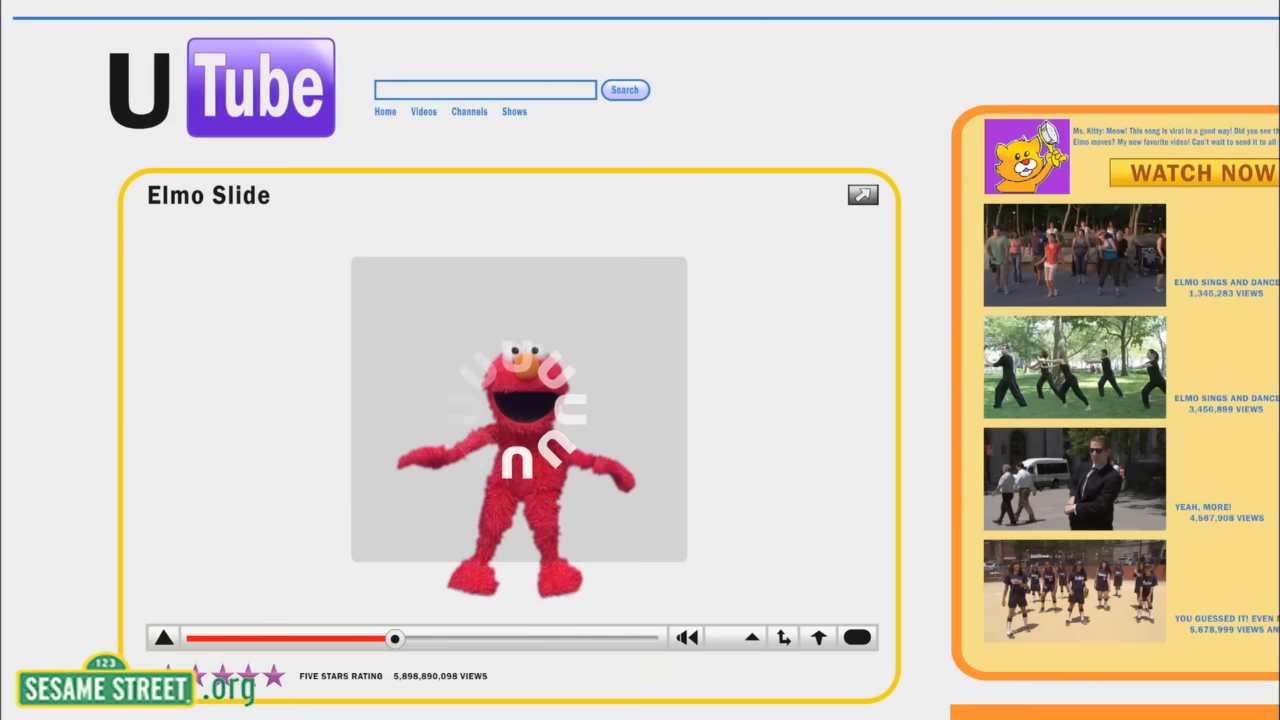 U Tube
Search
Home Videos Channels Shows
Elmo Slide
Ms. Kitty: Meow! This song is viral in a good way! Did you see
Elmo moves? My new favorite video! Can't wait to send it to all
WATCH NOW
ELMO SINGS AND DANCE
1,345,283 VIEWS
ELMO SINGS AND DANCE
3,456,899 VIEWS
YEAH, MORE!
4,567,908 VIEWS
YOU GUESSED IT! EVEN
5,678,999 VIEWS
FIVE STARS RATING 5,898,890,098 VIEWS
123
SESAME STREET.org